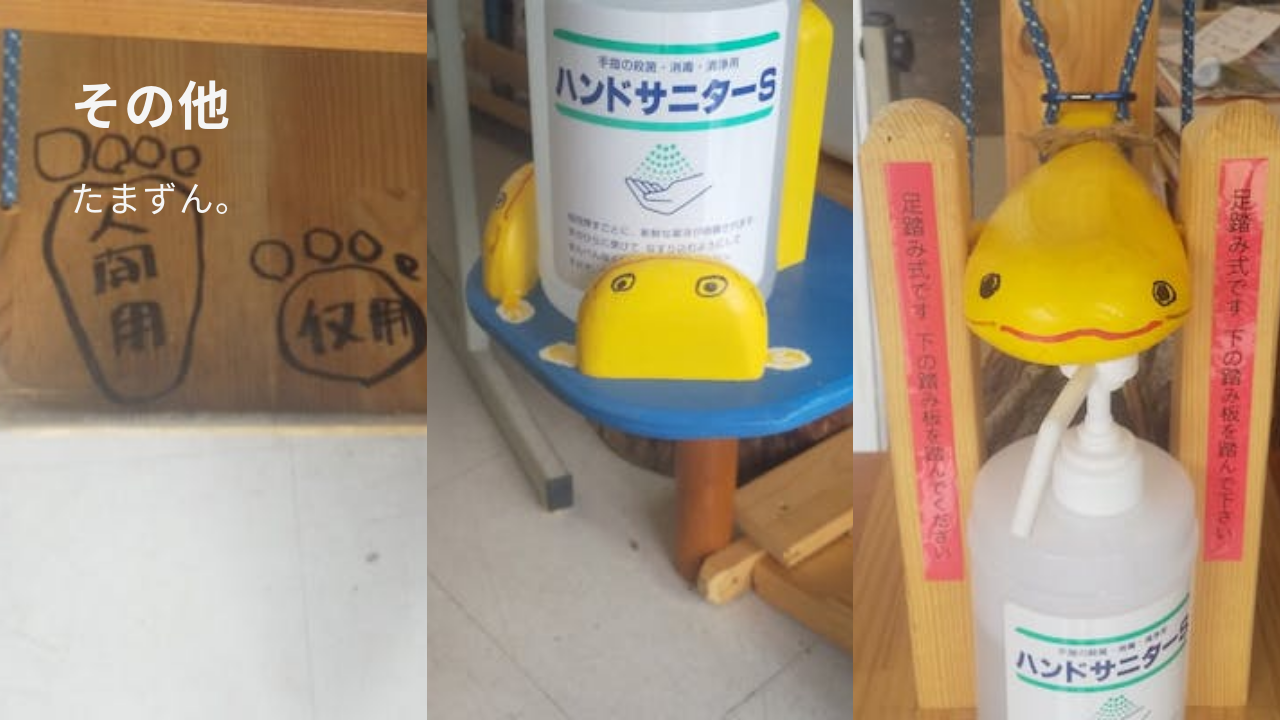 その他
たまずん。
人間用
仅用
手指の殺菌・消毒・洗浄用
ハンドサニターS
足踏み式です 下の踏み板を踏んでください
足踏み式です 下の踏み板を踏んで下さい
手指の殺菌・消毒・洗浄用
ハンドサニターS